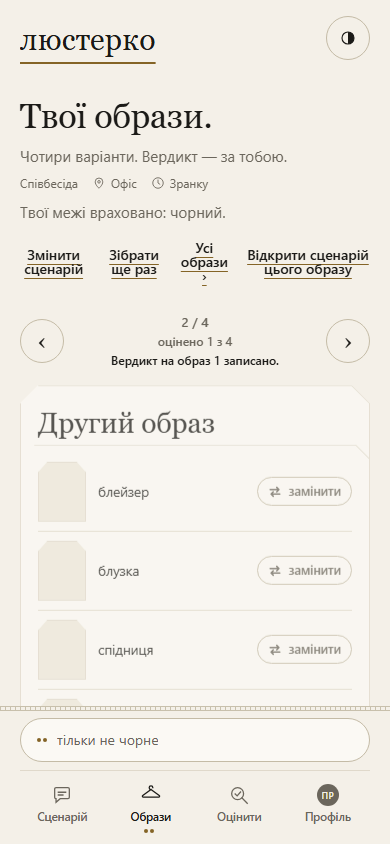 люстерко
Твої образи.
Чотири варіанти. Вердикт — за тобою.
Співбесіда Офіс Зранку
Твої межі враховано: чорний.
Змінити сценарій
Зібрати ще раз
Усі образи ›
Відкрити сценарій цього образу
‹
2 / 4
оцінено 1 з 4
Вердикт на образ 1 записано.
›
Другий образ
блейзер замінити
блузка замінити
спідниця замінити
тільки не чорне
Сценарій
Образи
Оцінити
ПР
Профіль